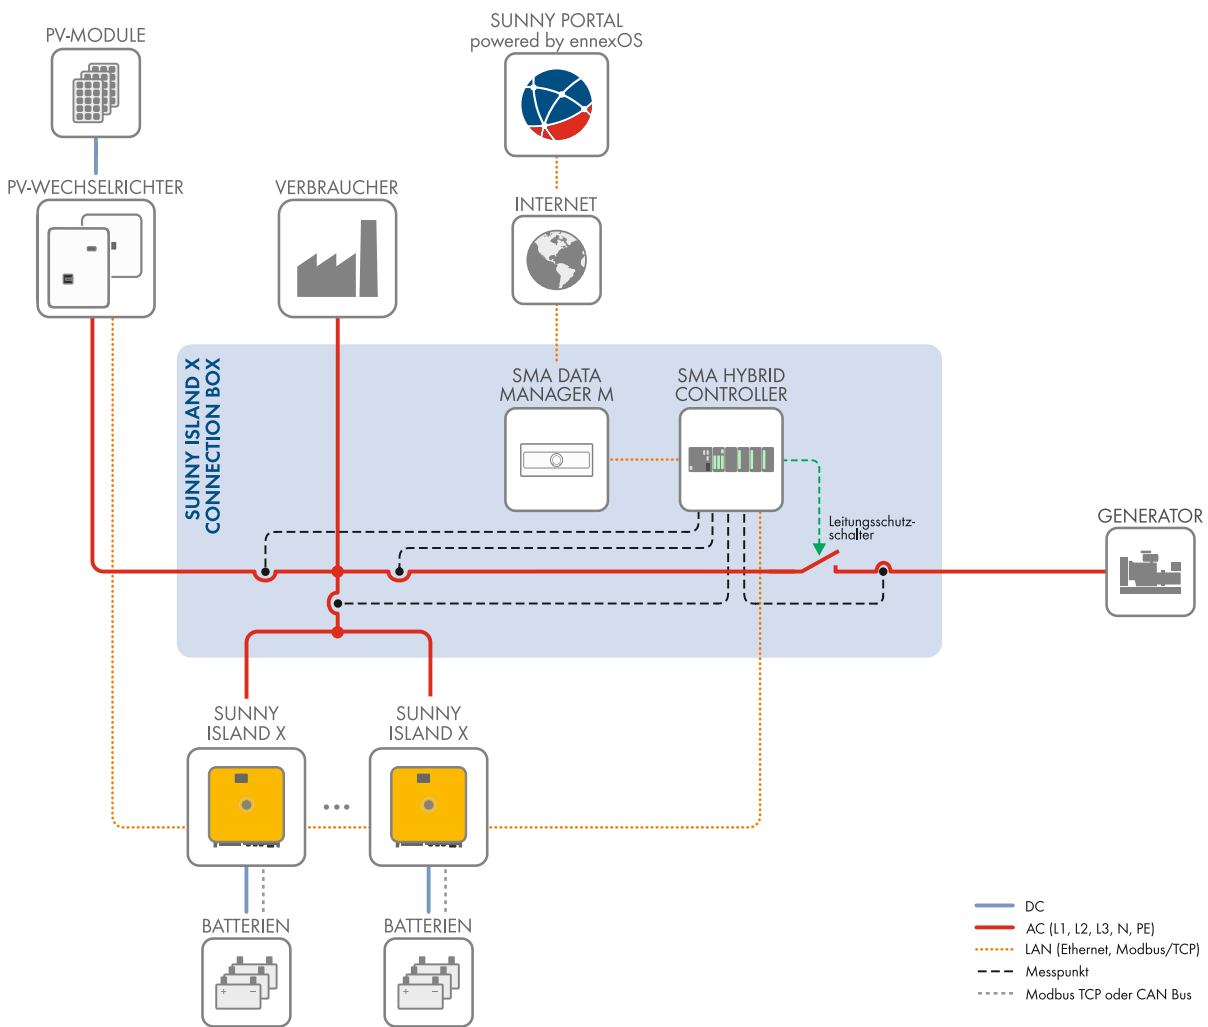 PV-MODULE
SUNNY PORTAL
powered by ennexOS
PV-WECHSELRICHTER
VERBRAUCHER
INTERNET
SUNNY ISLAND X
CONNECTION BOX
SMA DATA
MANAGER M
SMA HYBRID
CONTROLLER
Leitungsschutz-
schalter
GENERATOR
SUNNY
ISLAND X
SUNNY
ISLAND X
BATTERIEN
BATTERIEN
DC
AC (L1, L2, L3, N, PE)
LAN (Ethernet, Modbus/TCP)
Messpunkt
Modbus TCP oder CAN Bus